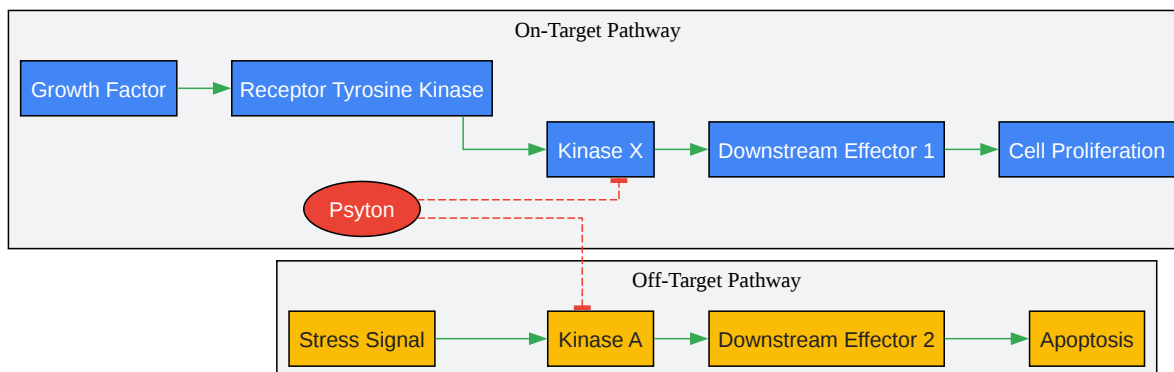 On-Target Pathway
Growth Factor
Receptor Tyrosine Kinase
Kinase X
Downstream Effector 1
Cell Proliferation
Psyton
Off-Target Pathway
Stress Signal
Kinase A
Downstream Effector 2
Apoptosis